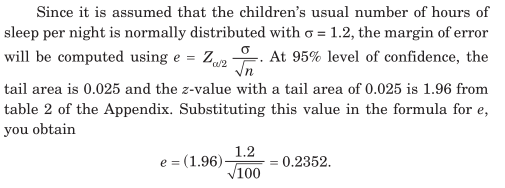 Since it is assumed that the children's usual number of hours of
sleep per night is normally distributed with σ = 1.2, the margin of error
will be computed using e = Z_{α/2} \frac{σ}{\sqrt{n}}. At 95% level of confidence, the
tail area is 0.025 and the z-value with a tail area of 0.025 is 1.96 from
table 2 of the Appendix. Substituting this value in the formula for e,
you obtain
e = (1.96) \frac{1.2}{\sqrt{100}} = 0.2352.